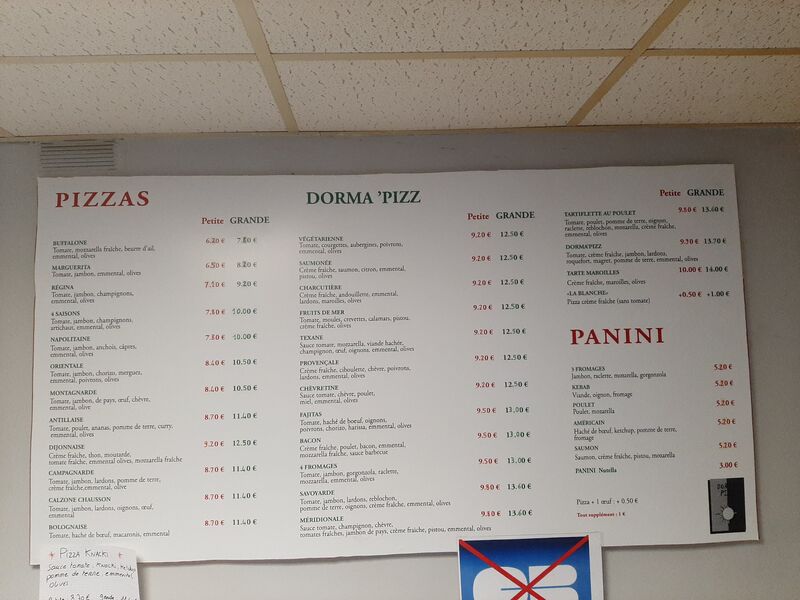 PIZZAS
Petite GRANDE
BUFFALONE
Tomate, mozzarella fraîche, beurre d'ail,
emmental, olives
6.20 € 7.80 €
MARGUERITA
Tomate, jambon, emmental, olives
6.50 € 8.20 €
RÉGINA
Tomate, jambon, champignons,
emmental, olives
7.10 € 9.20 €
4 SAISONS
Tomate, jambon, champignons,
artichaut, emmental, olives
7.80 € 10.00 €
NAPOLITAINE
Tomate, jambon, anchois, câpres,
emmental, olives
7.80 € 10.00 €
ORIENTALE
Tomate, jambon, chorizo, merguez,
emmental, poivrons, olives
8.40 € 10.50 €
MONTAGNARDE
Tomate, jambon, de pays, œuf, chèvre,
emmental, olive
8.40 € 10.50 €
ANTILLAISE
Tomate, poulet, ananas, pomme de terre, curry,
emmental, olives
8.70 € 11.40 €
DIJONNAISE
Crème fraîche, thon, moutarde,
tomate fraîche, emmental olives, mozzarella fraîche
9.20 € 12.50 €
CAMPAGNARDE
Tomate, jambon, lardons, pomme de terre,
crème fraîche,emmental, olive
8.70 € 11.40 €
CALZONE CHAUSSON
Tomate, jambon, lardons, oignons, œuf,
emmental
8.70 € 11.40 €
BOLOGNAISE
Tomate, hache de bœuf, macaronis, emmental
8.70 € 11.40 €
DORMA 'PIZZ
Petite GRANDE
VÉGÉTARIENNE
Tomate, courgettes, aubergines, poivrons,
emmental, olives
9.20 € 12.50 €
SAUMONÉE
Crème fraîche, saumon, citron, emmental,
pistou, olives
9.20 € 12.50 €
CHARCUTIÈRE
Crème fraîche, andouillette, emmental,
lardons, maroilles, olives
9.20 € 12.50 €
FRUITS DE MER
Tomate, moules, crevettes, calamars, pistou,
crème fraîche, olives
9.20 € 12.50 €
TEXANE
Sauce tomate, mozzarella, viande hachée,
champignon, œuf, oignons, emmental, olives
9.20 € 12.50 €
PROVENÇALE
Crème fraîche, ciboulette, chèvre, poivrons,
lardons, emmental, olives
9.20 € 12.50 €
CHÈVRETINE
Sauce tomate, chèvre, poulet,
miel, emmental, olives
9.20 € 12.50 €
FAJITAS
Tomate, haché de boeuf, oignons,
poivrons, chorizo, harissa, emmental, olives
9.50 € 13.00 €
BACON
Crème fraîche, poulet, bacon, emmental,
mozzarella fraîche, sauce barbecue
9.50 € 13.00 €
4 FROMAGES
Tomate, jambon, gorgonzola, raclette,
mozzarella, emmental, olives
9.50 € 13.00 €
SAVOYARDE
Tomate, jambon, lardons, reblochon,
pomme de terre, oignons, crème fraîche, emmental, olives
9.80 € 13.60 €
MÉRIDIONALE
Sauce tomate, champignon, chèvre,
tomates fraîches, jambon de pays, crème fraîche, pistou, emmental, olives
9.80 € 13.60 €
Petite GRANDE
TARTIFLETTE AU POULET
Tomate, poulet, pomme de terre, oignon,
raclette, reblochon, mozarella, crème fraîche,
emmental, olives
9.80 € 13.60 €
DORMA'PIZZ
Tomate, crème fraîche, jambon, lardons,
roquefort, magret, pomme de terre, emmental, olives
9.90 € 13.70 €
TARTE MAROILLES
Crème fraîche, maroilles, olives
10.00 € 14.00 €
«LA BLANCHE»
Pizza crème fraîche (sans tomate)
+0.50 € +1.00 €
PANINI
3 FROMAGES
Jambon, raclette, mozarella, gorgonzola
5.20 €
KEBAB
Viande, oignon, fromage
5.20 €
POULET
Poulet, mozarella
5.20 €
AMÉRICAIN
Haché de bœuf, ketchup, pomme de terre,
fromage
5.20 €
SAUMON
Saumon, crème fraîche, pistou, mozarella
5.20 €
PANINI Nutella
3.00 €
Pizza + 1 œuf : + 0.50 €
Tout supplément : 1 €
PIZZA KNACKI
Sauce tomate, KNACKI, Ketchup
pomme de terre, emmental,
olives
8.70€ grande
CB